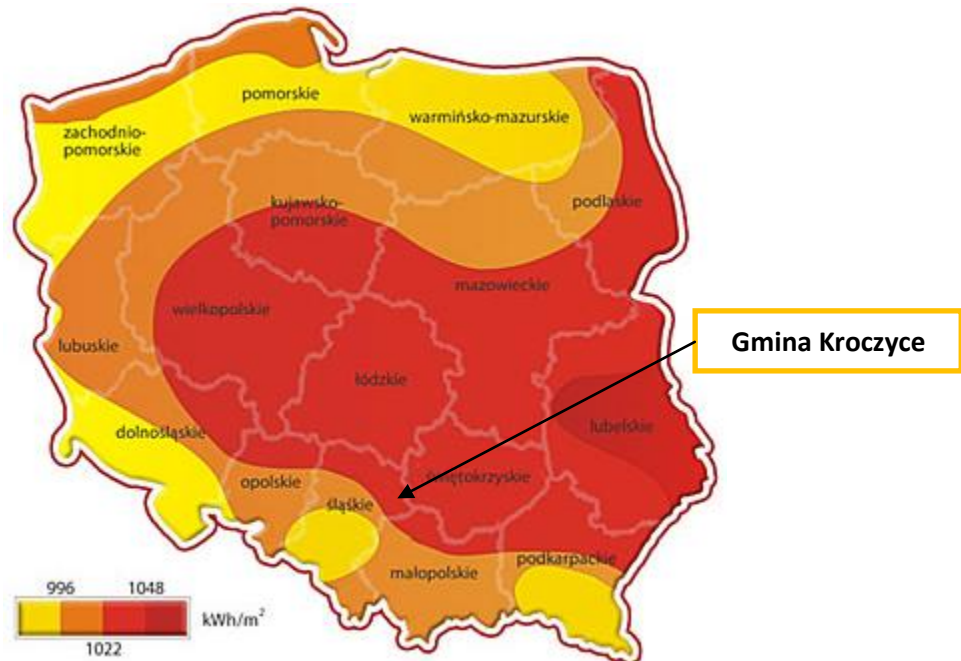 pomorskie
warmińsko-mazurskie
zachodnio-
pomorskie
podlaskie
kujawsko-
pomorskie
mazowieckie
wielkopolskie
Gmina Kroczyce
lubuskie
łódzkie
lubelskie
dolnośląskie
świętokrzyskie
opolskie
śląskie
podkarpackie
małopolskie
996 1048
kWh/m²
1022